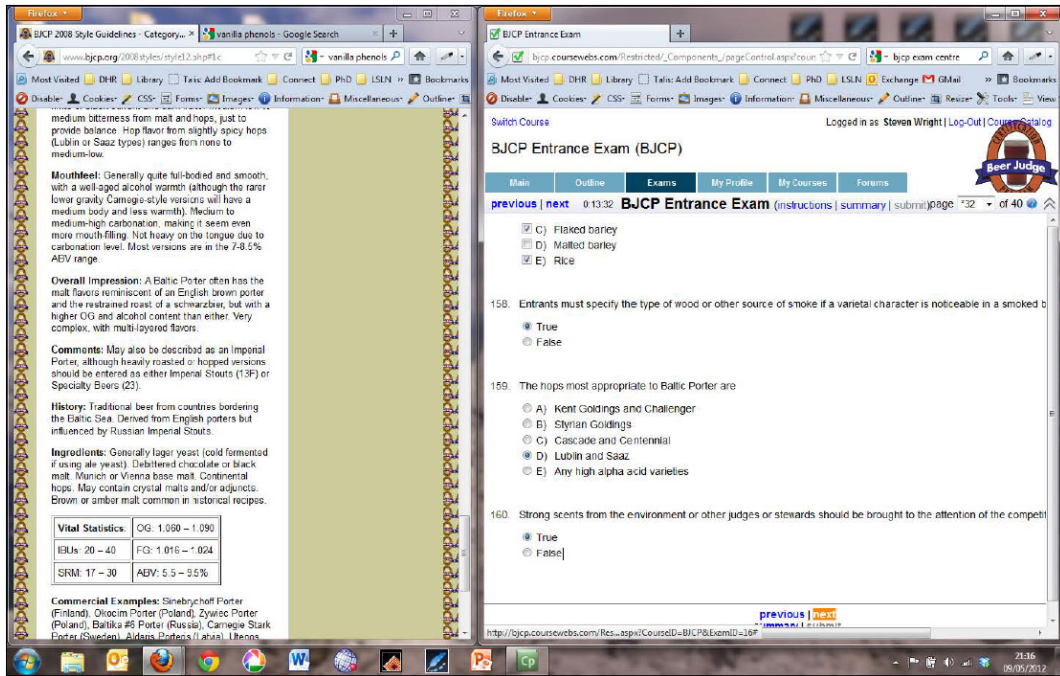 Firefox
BJCP 2008 Style Guidelines - Category...
vanilla phenols - Google Search
www.bjcp.org/2008styles/style12.php#1c
vanilla phenols
Most Visited DHR Library Talis: Add Bookmark Connect PhD LSLN » Bookmarks
Disable Cookies CSS Forms Images Information Miscellaneous Outline
medium bitterness from malt and hops, just to
provide balance. Hop flavor from slightly spicy hops
(Lublin or Saaz types) ranges from none to
medium-low.
Mouthfeel: Generally quite full-bodied and smooth,
with a well-aged alcohol warmth (although the rarer
lower gravity Carnegie-style versions will have a
medium body and less warmth). Medium to
medium-high carbonation, making it seem even
more mouth-filling. Not heavy on the tongue due to
carbonation level. Most versions are in the 7-8.5%
ABV range.
Overall Impression: A Baltic Porter often has the
malt flavors reminiscent of an English brown porter
and the restrained roast of a schwarzbier, but with a
higher OG and alcohol content than either. Very
complex, with multi-layered flavors.
Comments: May also be described as an Imperial
Porter, although heavily roasted or hopped versions
should be entered as either Imperial Stouts (13F) or
Specialty Beers (23).
History: Traditional beer from countries bordering
the Baltic Sea. Derived from English porters but
influenced by Russian Imperial Stouts.
Ingredients: Generally lager yeast (cold fermented
if using ale yeast). Debittered chocolate or black
malt. Munich or Vienna base malt. Continental
hops. May contain crystal malts and/or adjuncts.
Brown or amber malt common in historical recipes.
Vital Statistics: OG: 1.060 – 1.090
IBUs: 20 – 40 FG: 1.016 – 1.024
SRM: 17 – 30 ABV: 5.5 – 9.5%
Commercial Examples: Sinebrychoff Porter
(Finland), Okocim Porter (Poland), Zywiec Porter
(Poland), Baltika #6 Porter (Russia), Carnegie Stark
Porter (Sweden), Aldaris Porteris (Latvia), Utenos
Firefox
BJCP Entrance Exam
bjcp.coursewebs.com/Restricted/_Components_/pageControl.aspx?cour
bjcp exam centre
Most Visited DHR Library Talis: Add Bookmark Connect PhD LSLN Exchange GMail » Bookmarks
Disable Cookies CSS Forms Images Information Miscellaneous Outline Resize Tools View
Switch Course
Logged in as Steven Wright | Log-Out | Course Catalog
BJCP Entrance Exam (BJCP)
CERTIFICATION
Beer Judge
Main Outline Exams My Profile My Courses Forums
previous | next 0:13:32 BJCP Entrance Exam (instructions | summary | submit) page *32 of 40
C) Flaked barley
D) Malted barley
E) Rice
158. Entrants must specify the type of wood or other source of smoke if a varietal character is noticeable in a smoked b
True
False
159. The hops most appropriate to Baltic Porter are
A) Kent Goldings and Challenger
B) Styrian Goldings
C) Cascade and Centennial
D) Lublin and Saaz
E) Any high alpha acid varieties
160. Strong scents from the environment or other judges or stewards should be brought to the attention of the competit
True
False
previous | next
summary | submit
http://bjcp.coursewebs.com/Res...aspx?CourseID=BJCP&ExamID=16#
21:16
09/05/2012